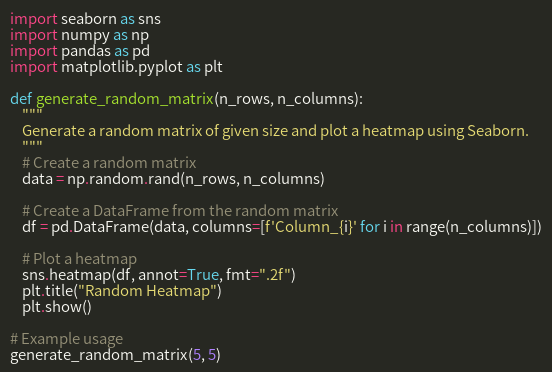 import seaborn as sns
import numpy as np
import pandas as pd
import matplotlib.pyplot as plt

def generate_random_matrix(n_rows, n_columns):
    """
    Generate a random matrix of given size and plot a heatmap using Seaborn.
    """
    # Create a random matrix
    data = np.random.rand(n_rows, n_columns)

    # Create a DataFrame from the random matrix
    df = pd.DataFrame(data, columns=[f'Column_{i}' for i in range(n_columns)])

    # Plot a heatmap
    sns.heatmap(df, annot=True, fmt=".2f")
    plt.title("Random Heatmap")
    plt.show()

# Example usage
generate_random_matrix(5, 5)